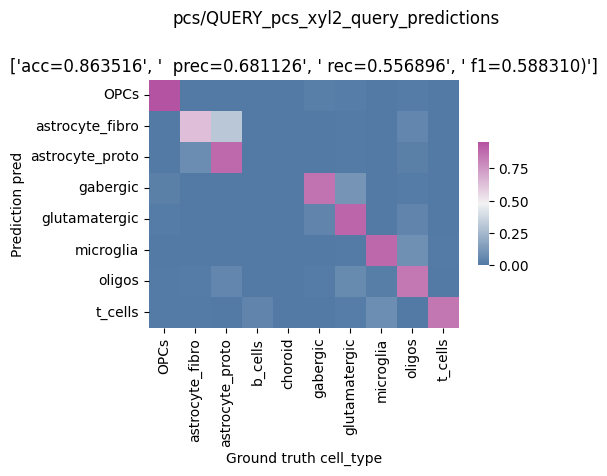 pcs/QUERY_pcs_xyl2_query_predictions
['acc=0.863516', '  prec=0.681126', ' rec=0.556896', ' f1=0.588310)']
OPCs
astrocyte_fibro
astrocyte_proto
gabergic
glutamatergic
microglia
oligos
t_cells
Prediction pred
0.75
0.50
0.25
0.00
OPCs
astrocyte_fibro
astrocyte_proto
b_cells
choroid
gabergic
glutamatergic
microglia
oligos
t_cells
Ground truth cell_type